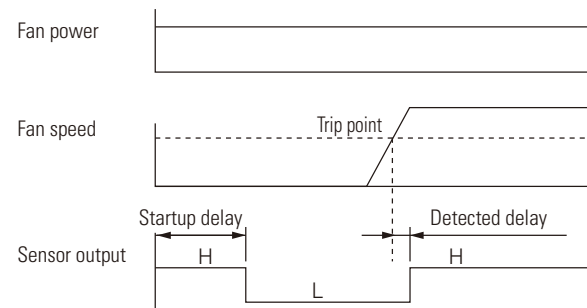 Fan power
Fan speed
Trip point
Startup delay
Detected delay
Sensor output
H
L
H